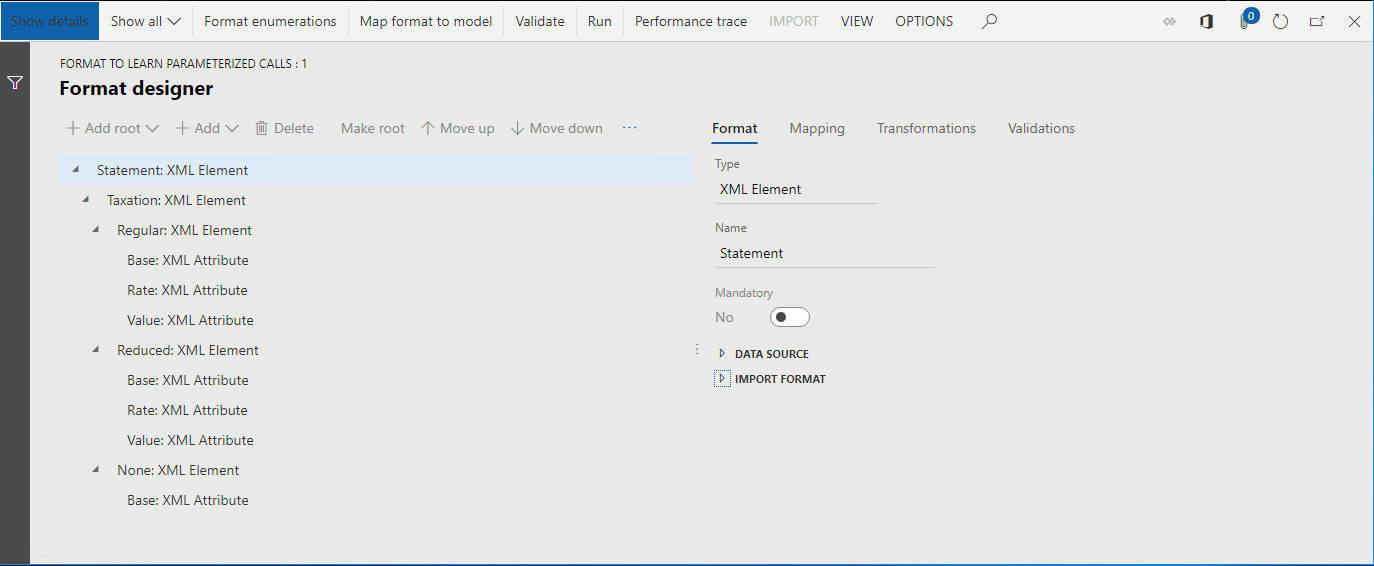 Show details Show all Format enumerations Map format to model Validate Run Performance trace IMPORT VIEW OPTIONS 0
FORMAT TO LEARN PARAMETERIZED CALLS : 1
Format designer
Add root Add Delete Make root Move up Move down ...
Statement: XML Element
Taxation: XML Element
Regular: XML Element
Base: XML Attribute
Rate: XML Attribute
Value: XML Attribute
Reduced: XML Element
Base: XML Attribute
Rate: XML Attribute
Value: XML Attribute
None: XML Element
Base: XML Attribute
Format Mapping Transformations Validations
Type
XML Element
Name
Statement
Mandatory
No
DATA SOURCE
IMPORT FORMAT